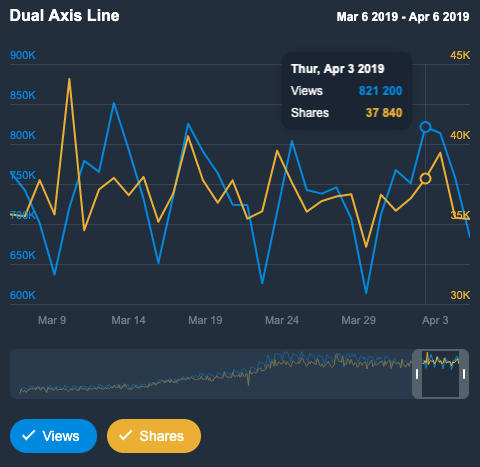 Dual Axis Line
Mar 6 2019 - Apr 6 2019
900K 45K
Thur, Apr 3 2019
Views 821 200
850K
Shares 37 840
800K 40K
750K
700K 35K
650K
600K 30K
Mar 9 Mar 14 Mar 19 Mar 24 Mar 29 Apr 3
Views Shares